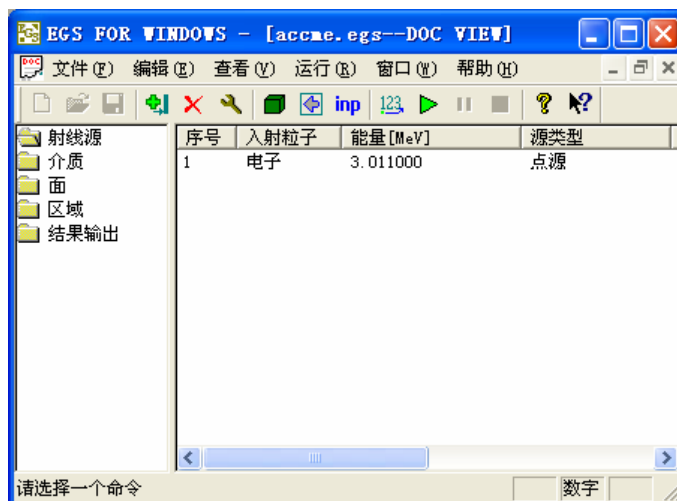 EGS FOR WINDOWS - [accme.egs--DOC VIEW]
文件(F) 编辑(E) 查看(V) 运行(R) 窗口(W) 帮助(H)
inp 123
射线源
介质
面
区域
结果输出
序号 入射粒子 能量[MeV] 源类型
1 电子 3.011000 点源
请选择一个命令 数字